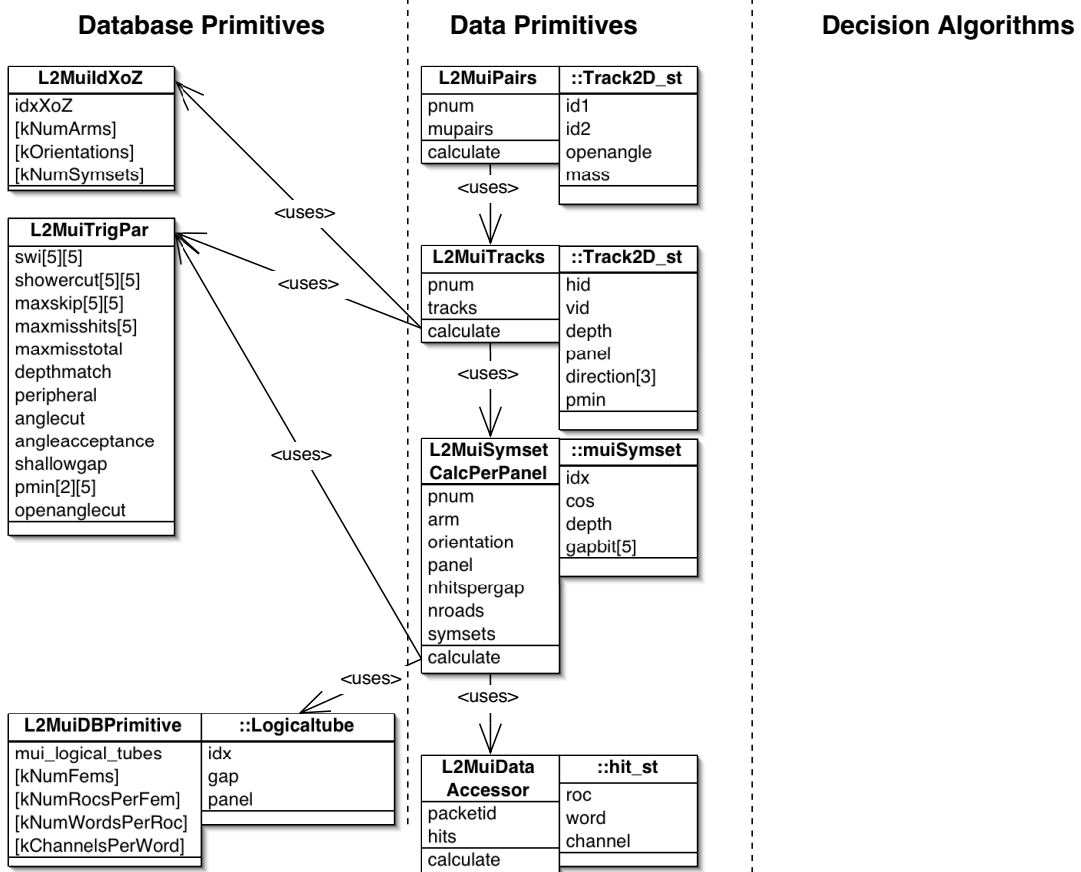 Database Primitives
Data Primitives
Decision Algorithms
L2MuiIdXoZ
idxXoZ
[kNumArms]
[kOrientations]
[kNumSymsets]
L2MuiTrigPar
swi[5][5]
showercut[5][5]
maxskip[5][5]
maxmisshits[5]
maxmisstotal
depthmatch
peripheral
anglecut
angleacceptance
shallowgap
pmin[2][5]
openanglecut
L2MuiDBPrimitive
mui_logical_tubes
[kNumFems]
[kNumRocsPerFem]
[kNumWordsPerRoc]
[kChannelsPerWord]
::Logicaltube
idx
gap
panel
<uses>
<uses>
<uses>
<uses>
L2MuiPairs
pnum
mupairs
calculate
::Track2D_st
id1
id2
openangle
mass
<uses>
L2MuiTracks
pnum
tracks
calculate
::Track2D_st
hid
vid
depth
panel
direction[3]
pmin
<uses>
L2MuiSymset
CalcPerPanel
pnum
arm
orientation
panel
nhitspergap
nroads
symsets
calculate
::muiSymset
idx
cos
depth
gapbit[5]
<uses>
L2MuiData
Accessor
packetid
hits
calculate
::hit_st
roc
word
channel